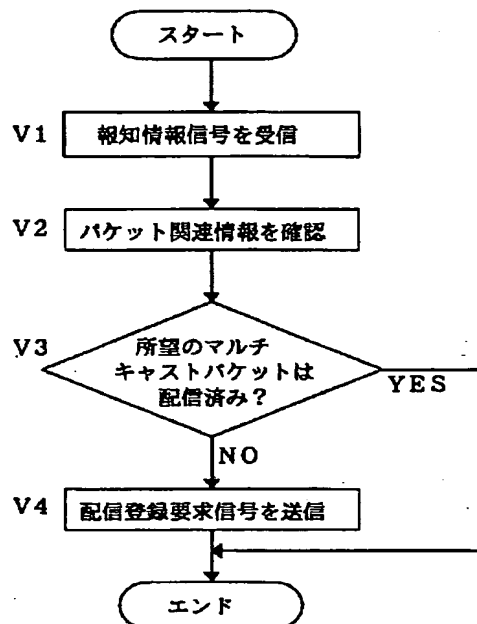 スタート
V1 報知情報信号を受信
V2 パケット関連情報を確認
V3 所望のマルチ
キャストパケットは
配信済み？
YES
NO
V4 配信登録要求信号を送信
エンド